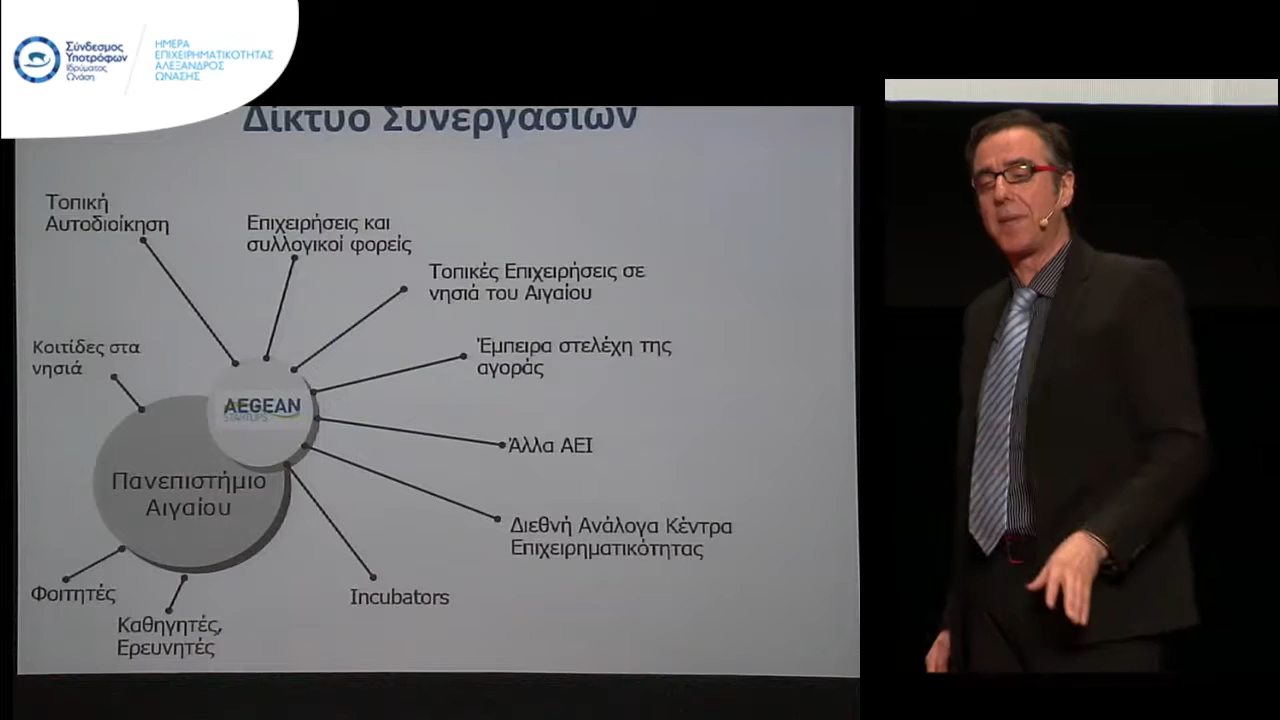 Σύνδεσμος
Υποτρόφων
Ιδρύματος
Ωνάση
ΗΜΕΡΑ
ΕΠΙΧΕΙΡΗΜΑΤΙΚΟΤΗΤΑΣ
ΑΛΕΞΑΝΔΡΟΣ
ΩΝΑΣΗΣ
Δίκτυο Συνεργασιών
Τοπική
Αυτοδιοίκηση
Επιχειρήσεις και
συλλογικοί φορείς
Τοπικές Επιχειρήσεις σε
νησιά του Αιγαίου
Κοιτίδες στα
νησιά
Έμπειρα στελέχη της
αγοράς
AEGEAN
STARTUPS
Άλλα ΑΕΙ
Πανεπιστήμιο
Αιγαίου
Διεθνή Ανάλογα Κέντρα
Επιχειρηματικότητας
Φοιτητές
Incubators
Καθηγητές,
Ερευνητές